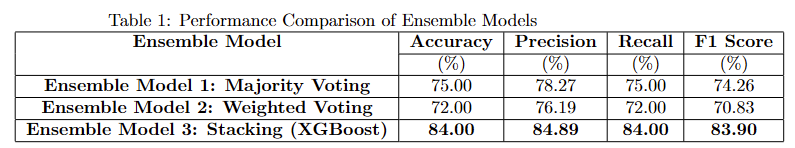 Table 1: Performance Comparison of Ensemble Models
Ensemble Model Accuracy Precision Recall F1 Score
(%) (%) (%) (%)
Ensemble Model 1: Majority Voting 75.00 78.27 75.00 74.26
Ensemble Model 2: Weighted Voting 72.00 76.19 72.00 70.83
Ensemble Model 3: Stacking (XGBoost) 84.00 84.89 84.00 83.90